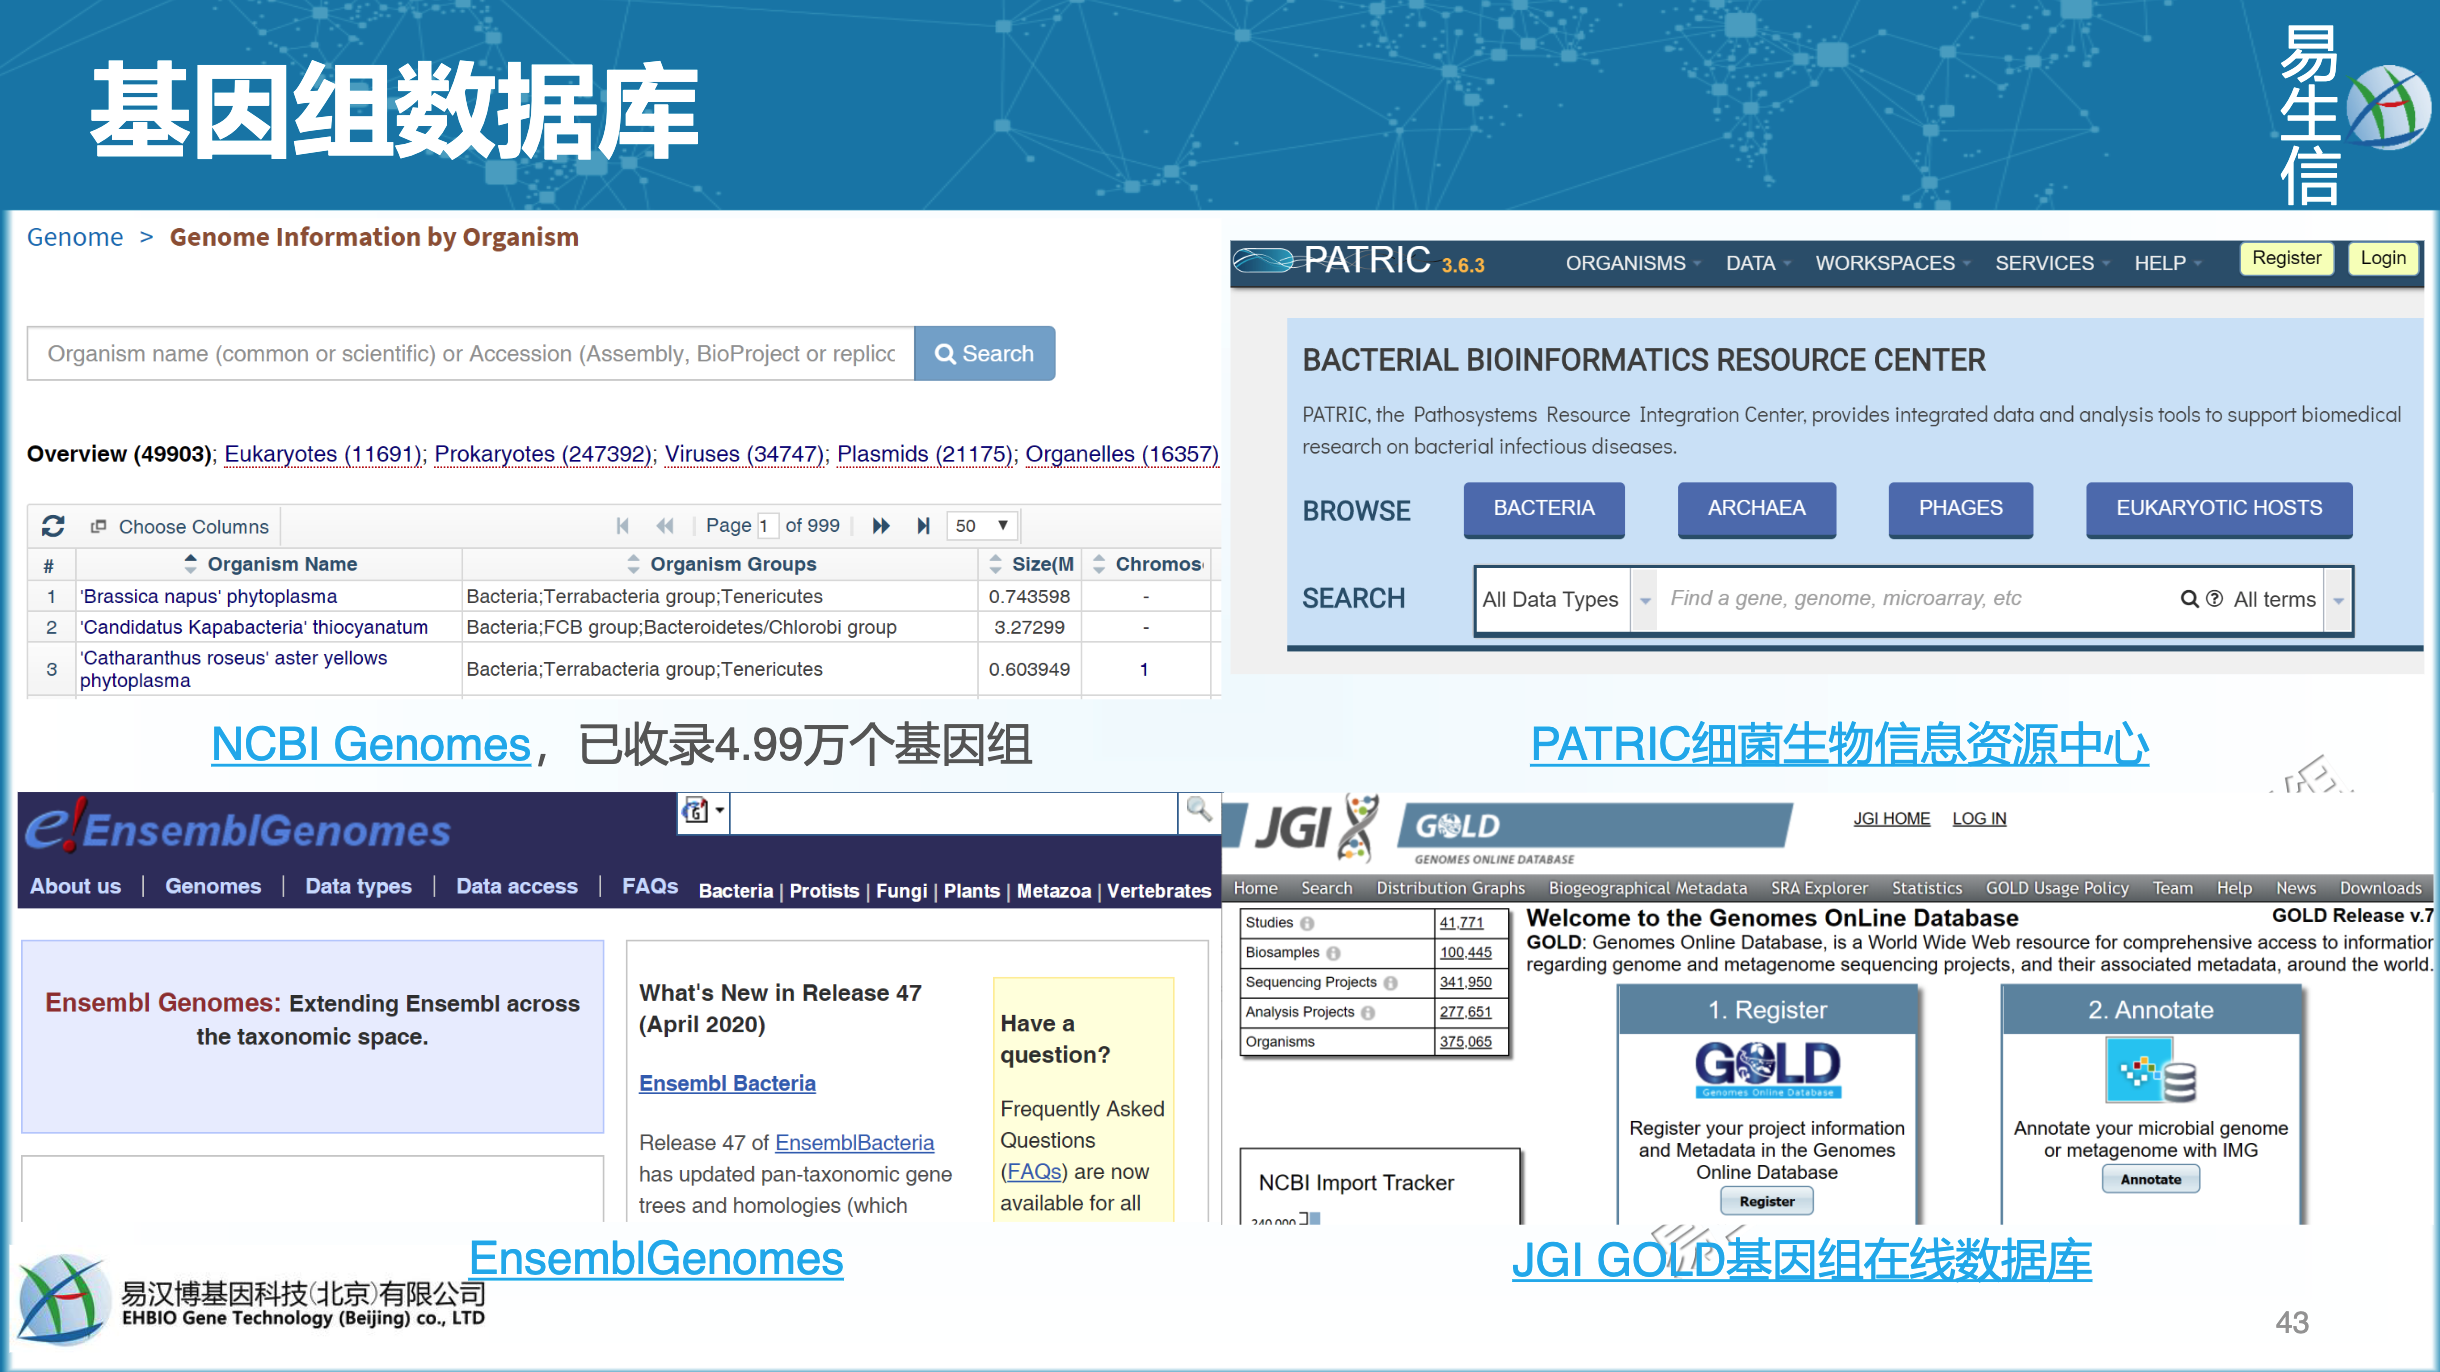 基因组数据库
易生信
Genome > Genome Information by Organism
Organism name (common or scientific) or Accession (Assembly, BioProject or replicc
Search
Overview (49903); Eukaryotes (11691); Prokaryotes (247392); Viruses (34747); Plasmids (21175); Organelles (16357)
Choose Columns Page 1 of 999 50
# Organism Name Organism Groups Size(M Chromos
1 'Brassica napus' phytoplasma Bacteria;Terrabacteria group;Tenericutes 0.743598 -
2 'Candidatus Kapabacteria' thiocyanatum Bacteria;FCB group;Bacteroidetes/Chlorobi group 3.27299 -
3 'Catharanthus roseus' aster yellows phytoplasma Bacteria;Terrabacteria group;Tenericutes 0.603949 1
NCBI Genomes，已收录4.99万个基因组
PATRIC 3.6.3 ORGANISMS DATA WORKSPACES SERVICES HELP Register Login
BACTERIAL BIOINFORMATICS RESOURCE CENTER
PATRIC, the Pathosystems Resource Integration Center, provides integrated data and analysis tools to support biomedical
research on bacterial infectious diseases.
BROWSE BACTERIA ARCHAEA PHAGES EUKARYOTIC HOSTS
SEARCH All Data Types Find a gene, genome, microarray, etc All terms
PATRIC细菌生物信息资源中心
e!EnsemblGenomes
About us | Genomes | Data types | Data access | FAQs Bacteria | Protists | Fungi | Plants | Metazoa | Vertebrates
Ensembl Genomes: Extending Ensembl across
the taxonomic space.
What's New in Release 47
(April 2020)
Ensembl Bacteria
Release 47 of EnsemblBacteria
has updated pan-taxonomic gene
trees and homologies (which
Have a
question?
Frequently Asked
Questions
(FAQs) are now
available for all
EnsemblGenomes
JGI GOLD
GENOMES ONLINE DATABASE
JGI HOME LOG IN
Home Search Distribution Graphs Biogeographical Metadata SRA Explorer Statistics GOLD Usage Policy Team Help News Downloads
Studies 41,771
Biosamples 100,445
Sequencing Projects 341,950
Analysis Projects 277,651
Organisms 375,065
Welcome to the Genomes OnLine Database GOLD Release v.7
GOLD: Genomes Online Database, is a World Wide Web resource for comprehensive access to information
regarding genome and metagenome sequencing projects, and their associated metadata, around the world.
NCBI Import Tracker
240,000
1. Register
GOLD
Genomes Online Database
Register your project information
and Metadata in the Genomes
Online Database
Register
2. Annotate
Annotate your microbial genome
or metagenome with IMG
Annotate
JGI GOLD基因组在线数据库
易汉博基因科技(北京)有限公司
EHBIO Gene Technology (Beijing) co., LTD
43